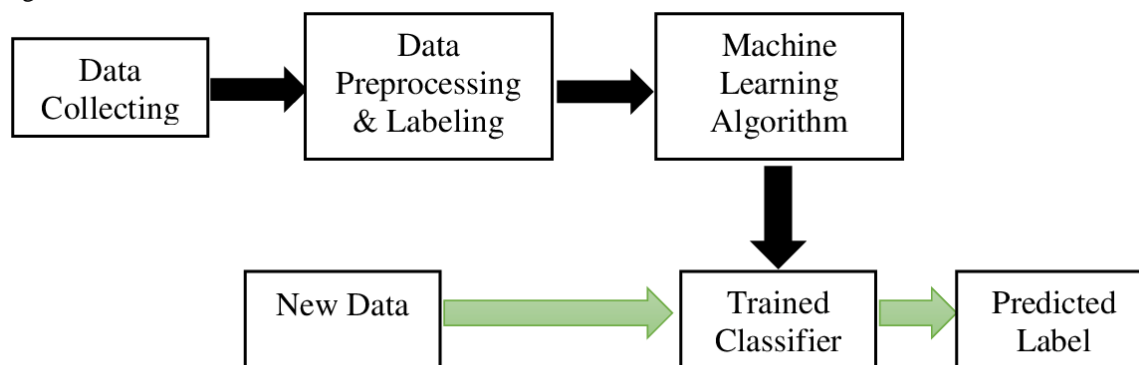 Data
Collecting
Data
Preprocessing
& Labeling
Machine
Learning
Algorithm
New Data
Trained
Classifier
Predicted
Label